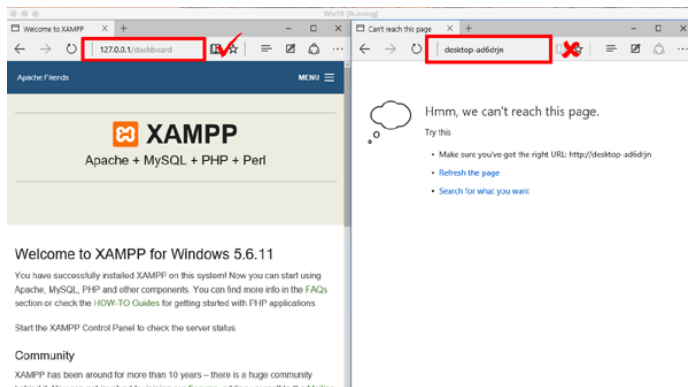 Win10 [Running]
Welcome to XAMPP
127.0.0.1/dashboard
Apache Friends
MENU
XAMPP
Apache + MySQL + PHP + Perl
Welcome to XAMPP for Windows 5.6.11
You have successfully installed XAMPP on this system! Now you can start using
Apache, MySQL, PHP and other components. You can find more info in the FAQs
section or check the HOW-TO Guides for getting started with PHP applications.
Start the XAMPP Control Panel to check the server status.
Community
XAMPP has been around for more than 10 years – there is a huge community
Can't reach this page
desktop-ad6drjn
Hmm, we can't reach this page.
Try this
• Make sure you've got the right URL: http://desktop-ad6drjn
• Refresh the page
• Search for what you want